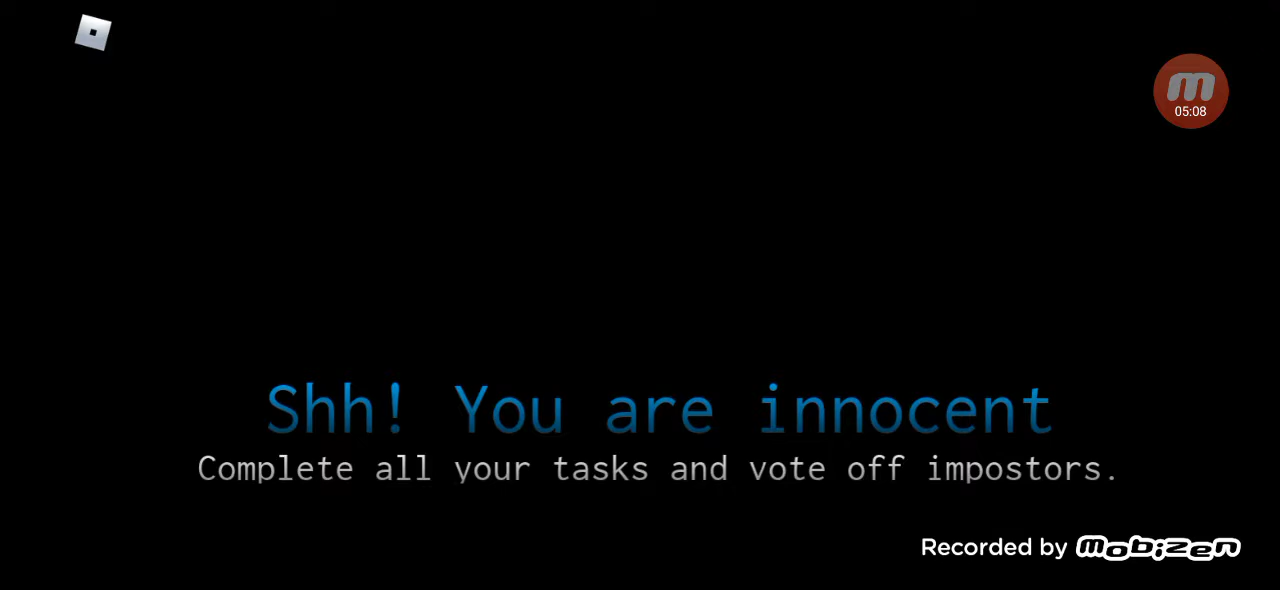 m
05:08
Shh! You are innocent
Complete all your tasks and vote off impostors.
Recorded by mobizen